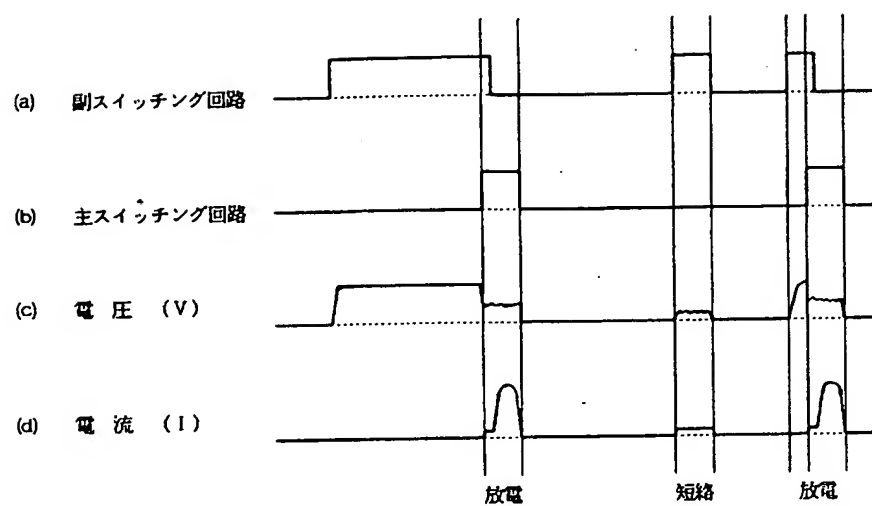 (a) 副スイッチング回路
(b) 主スイッチング回路
(c) 電圧 (V)
(d) 電流 (I)
放電 短絡 放電